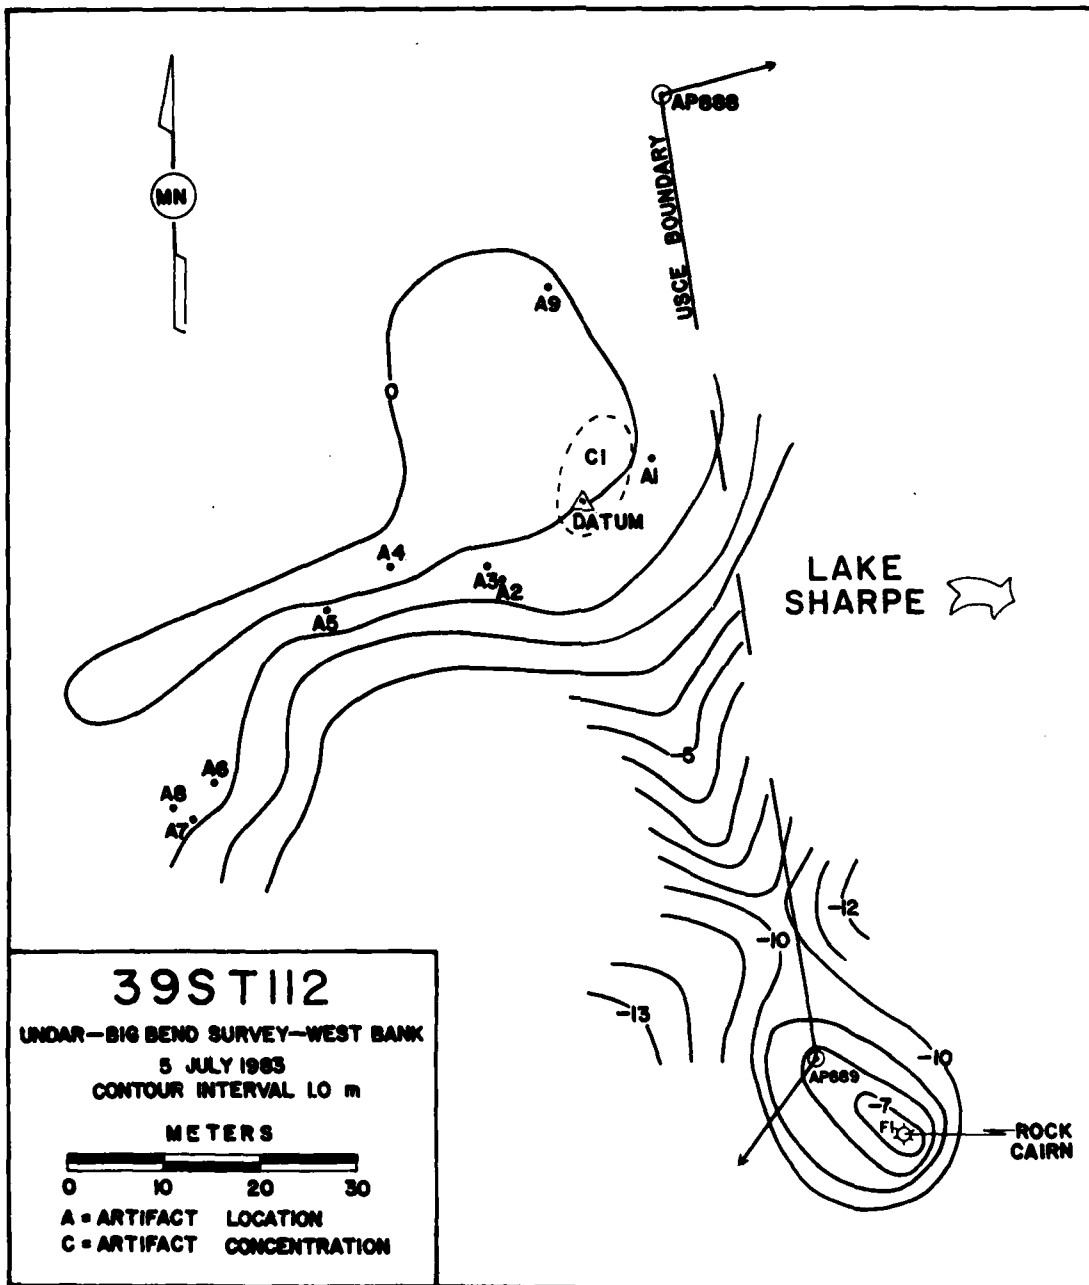 AP888
MN
USCE BOUNDARY
A9
0
C1
A1
DATUM
A4
A3
A2
A5
LAKE
SHARPE
-5
A6
A8
A7
-12
-10
-13
-10
AP889
-7
F1
ROCK
CAIRN
39ST112
UNDAR-BIG BEND SURVEY-WEST BANK
5 JULY 1983
CONTOUR INTERVAL 1.0 m
METERS
0 10 20 30
A = ARTIFACT LOCATION
C = ARTIFACT CONCENTRATION